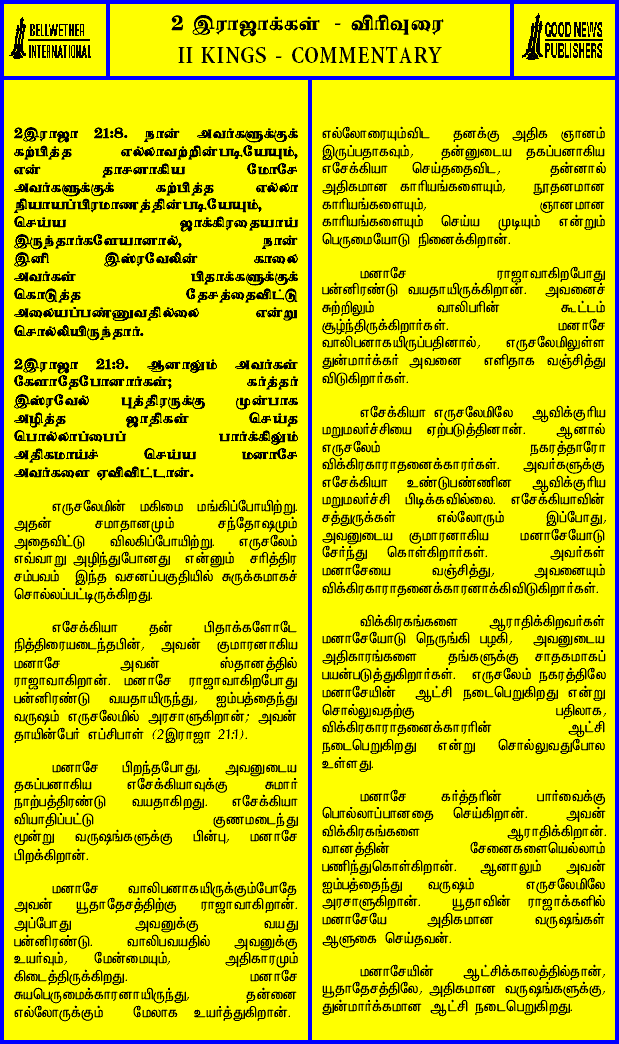 BELLWETHER
INTERNATIONAL
2 இராஜாக்கள் - விரிவுரை
II KINGS - COMMENTARY
GOOD NEWS
PUBLISHERS
2இராஜா 21:8. நான் அவர்களுக்குக்
கற்பித்த எல்லாவற்றின்படியேயும்,
என் தாசனாகிய மோசே
அவர்களுக்குக் கற்பித்த எல்லா
நியாயப்பிரமாணத்தின்படியேயும்,
செய்ய ஜாக்கிரதையாய்
இருந்தார்களேயானால், நான்
இனி இஸ்ரவேலின் காலை
அவர்கள் பிதாக்களுக்குக்
கொடுத்த தேசத்தைவிட்டு
அலையப்பண்ணுவதில்லை என்று
சொல்லியிருந்தார்.
2இராஜா 21:9. ஆனாலும் அவர்கள்
கேளாதேபோனார்கள்; கர்த்தர்
இஸ்ரவேல் புத்திரருக்கு முன்பாக
அழித்த ஜாதிகள் செய்த
பொல்லாப்பைப் பார்க்கிலும்
அதிகமாய்ச் செய்ய மனாசே
அவர்களை ஏவிவிட்டான்.
எருசலேமின் மகிமை மங்கிப்போயிற்று.
அதன் சமாதானமும் சந்தோஷமும்
அதைவிட்டு விலகிப்போயிற்று. எருசலேம்
எவ்வாறு அழிந்துபோனது என்னும் சரித்திர
சம்பவம் இந்த வசனப்பகுதியில் சுருக்கமாகச்
சொல்லப்பட்டிருக்கிறது.
எசேக்கியா தன் பிதாக்களோடே
நித்திரையடைந்தபின், அவன் குமாரனாகிய
மனாசே அவன் ஸ்தானத்தில்
ராஜாவாகிறான். மனாசே ராஜாவாகிறபோது
பன்னிரண்டு வயதாயிருந்து, ஐம்பத்தைந்து
வருஷம் எருசலேமில் அரசாளுகிறான்; அவன்
தாயின்பேர் எப்சிபாள் (2இராஜா 21:1).
மனாசே பிறந்தபோது, அவனுடைய
தகப்பனாகிய எசேக்கியாவுக்கு சுமார்
நாற்பத்திரண்டு வயதாகிறது. எசேக்கியா
வியாதிப்பட்டு குணமடைந்து
மூன்று வருஷங்களுக்கு பின்பு, மனாசே
பிறக்கிறான்.
மனாசே வாலிபனாகயிருக்கும்போதே
அவன் யூதாதேசத்திற்கு ராஜாவாகிறான்.
அப்போது அவனுக்கு வயது
பன்னிரண்டு. வாலிபவயதில் அவனுக்கு
உயர்வும், மேன்மையும், அதிகாரமும்
கிடைத்திருக்கிறது. மனாசே
சுயபெருமைக்காரனாயிருந்து, தன்னை
எல்லோருக்கும் மேலாக உயர்த்துகிறான்.
எல்லோரையும்விட தனக்கு அதிக ஞானம்
இருப்பதாகவும், தன்னுடைய தகப்பனாகிய
எசேக்கியா செய்ததைவிட, தன்னால்
அதிகமான காரியங்களையும், நூதனமான
காரியங்களையும், ஞானமான
காரியங்களையும் செய்ய முடியும் என்றும்
பெருமையோடு நினைக்கிறான்.
மனாசே ராஜாவாகிறபோது
பன்னிரண்டு வயதாயிருக்கிறான். அவனைச்
சுற்றிலும் வாலிபரின் கூட்டம்
சூழ்ந்திருக்கிறார்கள். மனாசே
வாலிபனாகயிருப்பதினால், எருசலேமிலுள்ள
துன்மார்க்கர் அவனை எளிதாக வஞ்சித்து
விடுகிறார்கள்.
எசேக்கியா எருசலேமிலே ஆவிக்குரிய
மறுமலர்ச்சியை ஏற்படுத்தினான். ஆனால்
எருசலேம் நகரத்தாரோ
விக்கிரகாராதனைக்காரர்கள். அவர்களுக்கு
எசேக்கியா உண்டுபண்ணின ஆவிக்குரிய
மறுமலர்ச்சி பிடிக்கவில்லை. எசேக்கியாவின்
சத்துருக்கள் எல்லோரும் இப்போது,
அவனுடைய குமாரனாகிய மனாசேயோடு
சேர்ந்து கொள்கிறார்கள். அவர்கள்
மனாசேயை வஞ்சித்து, அவனையும்
விக்கிரகாராதனைக்காரனாக்கிவிடுகிறார்கள்.
விக்கிரகங்களை ஆராதிக்கிறவர்கள்
மனாசேயோடு நெருங்கி பழகி, அவனுடைய
அதிகாரங்களை தங்களுக்கு சாதகமாகப்
பயன்படுத்துகிறார்கள். எருசலேம் நகரத்திலே
மனாசேயின் ஆட்சி நடைபெறுகிறது என்று
சொல்லுவதற்கு பதிலாக,
விக்கிரகாராதனைக்காரரின் ஆட்சி
நடைபெறுகிறது என்று சொல்லுவதுபோல
உள்ளது.
மனாசே கர்த்தரின் பார்வைக்கு
பொல்லாப்பானதை செய்கிறான். அவன்
விக்கிரகங்களை ஆராதிக்கிறான்.
வானத்தின் சேனைகளையெல்லாம்
பணிந்துகொள்கிறான். ஆனாலும் அவன்
ஐம்பத்தைந்து வருஷம் எருசலேமிலே
அரசாளுகிறான். யூதாவின் ராஜாக்களில்
மனாசேயே அதிகமான வருஷங்கள்
ஆளுகை செய்தவன்.
மனாசேயின் ஆட்சிக்காலத்தில்தான்,
யூதாதேசத்திலே, அதிகமான வருஷங்களுக்கு,
துன்மார்க்கமான ஆட்சி நடைபெறுகிறது.